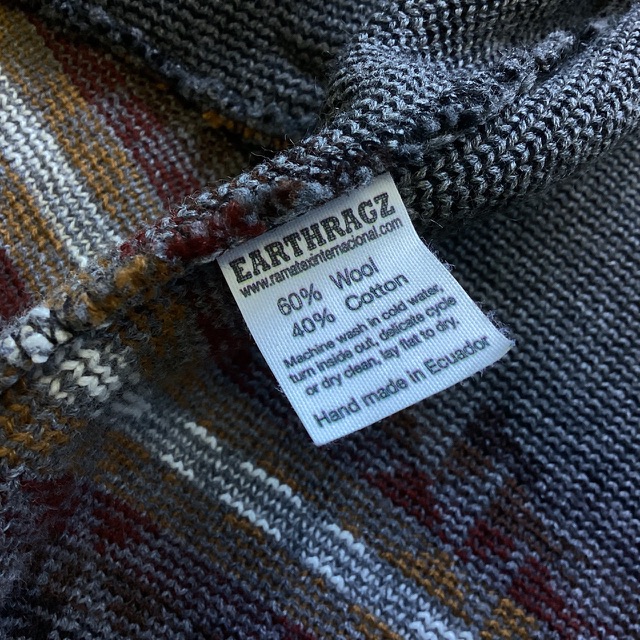 EARTHRAGZ
www.ramatexinternacional.com
60% Wool
40% Cotton
Machine wash in cold water,
turn inside out, delicate cycle
or dry clean lay flat to dry.
Hand made in Ecuador